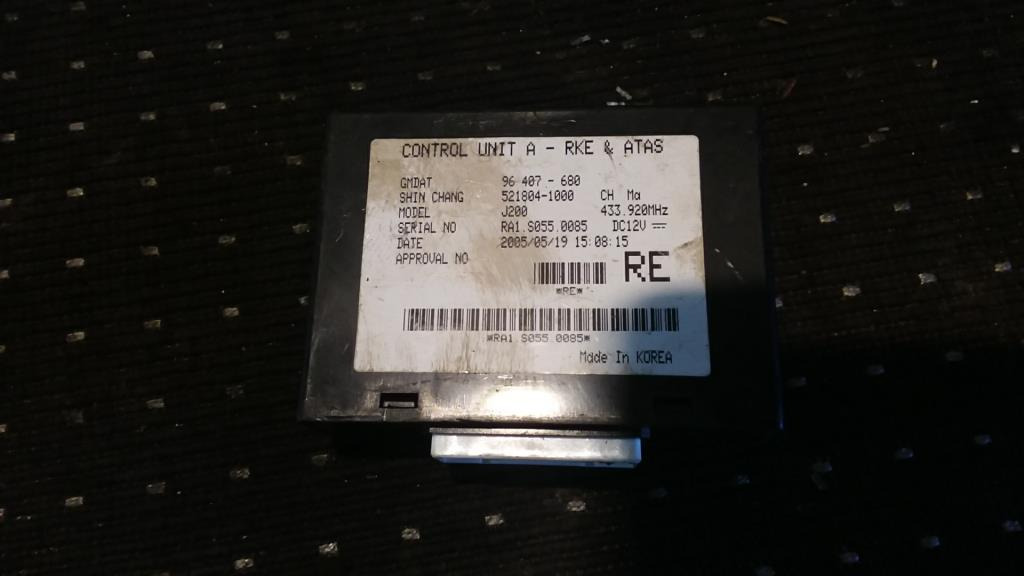 CONTROL UNIT A - RKE & ATAS
GMDAT 96 407 - 680
SHIN CHANG 521804-1000 CH Ma
MODEL J200 433.920MHz
SERIAL NO RA1.S055.0085 DC12V
DATE 2005/05/19 15:08:15
APPROVAL NO
RE
*RE*
*RA1.S055.0085*
Made In KOREA